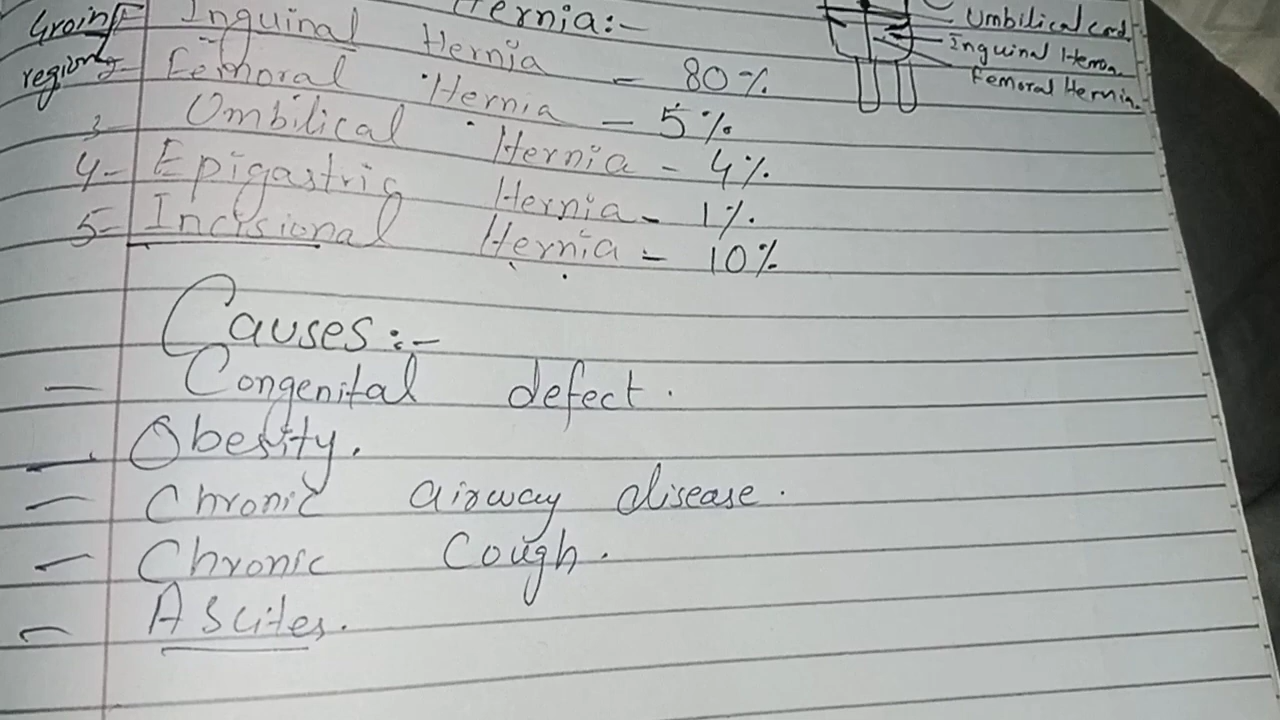 Hernia:-
Groin Inguinal Hernia - 80%
region 2- Femoral Hernia - 5%
3- Umbilical Hernia - 4%
4- Epigastric Hernia - 1%
5- Incisional Hernia - 10%
Umbilical cord
Inguinal Hernia
Femoral Hernia
Causes:-
- Congenital defect.
- Obesity.
- Chronic airway disease.
- Chronic Cough.
- Ascites.